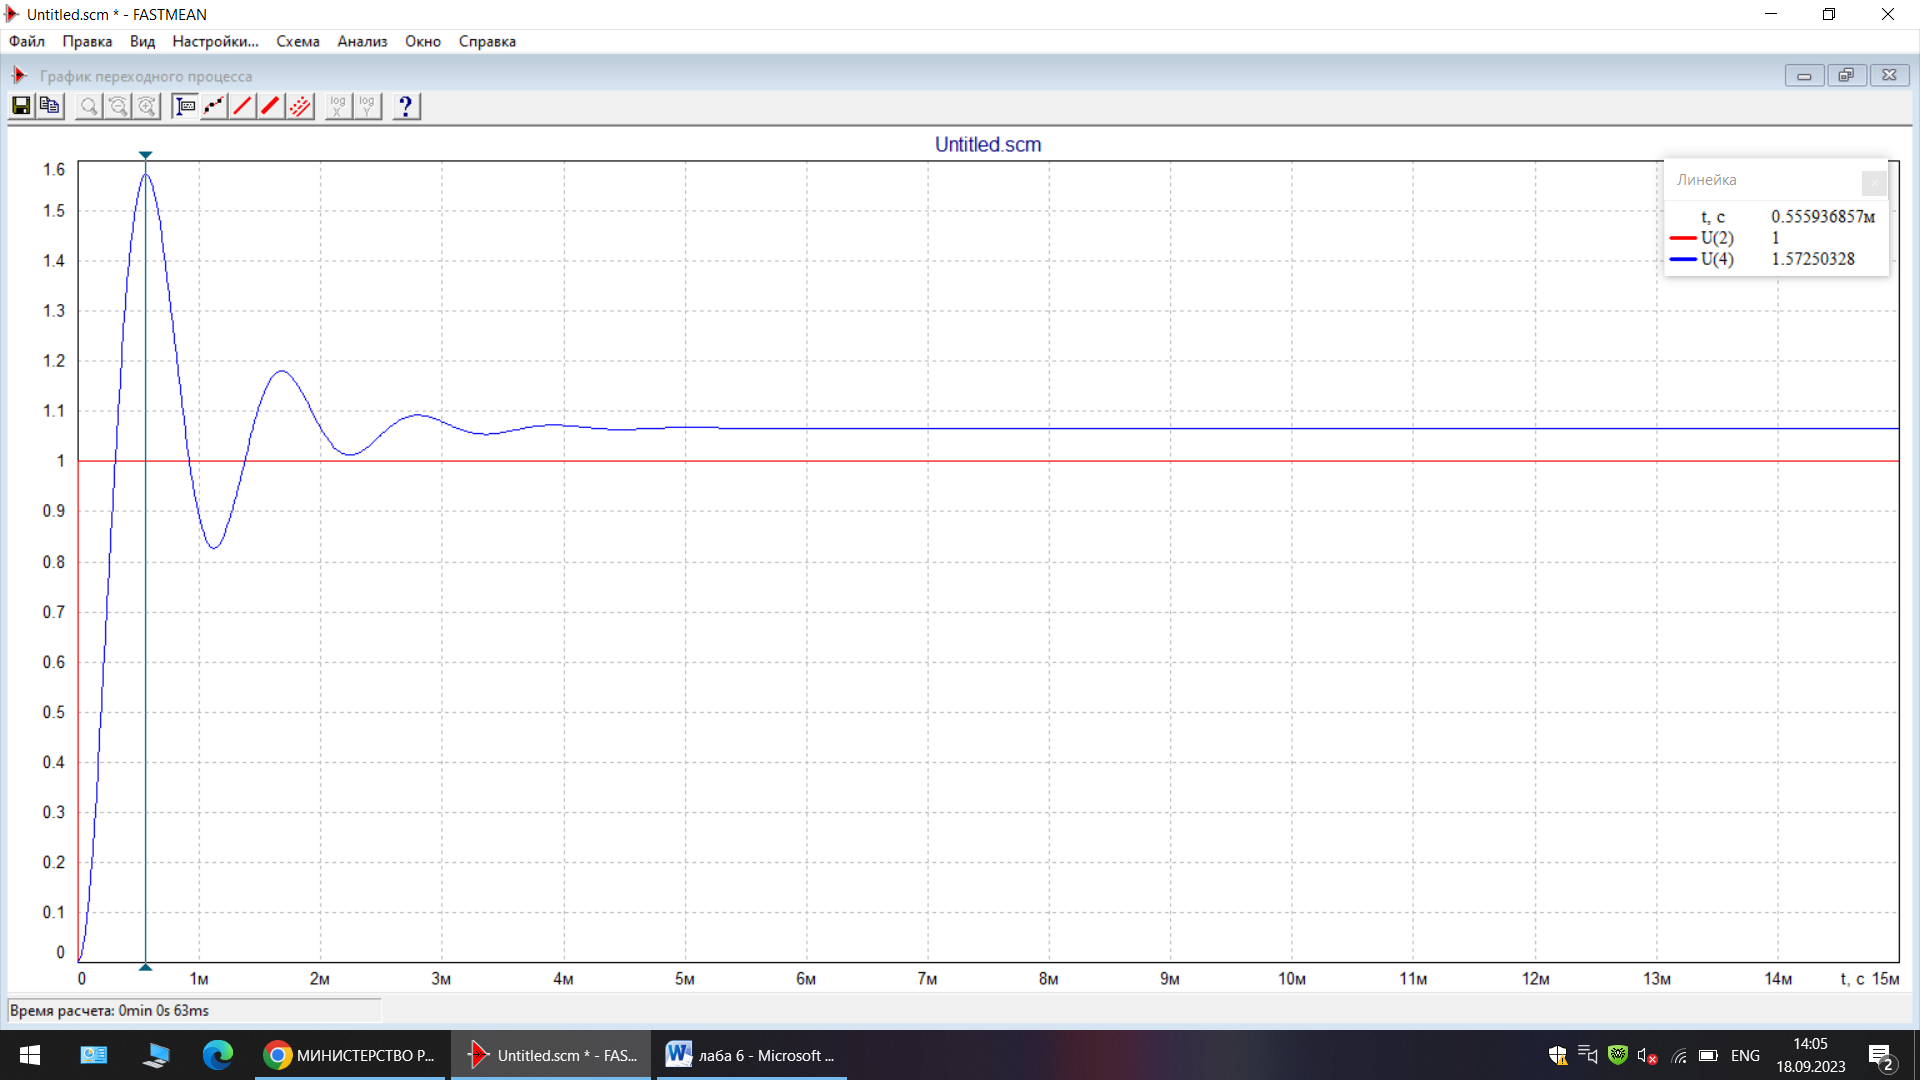 Untitled.scm * - FASTMEAN
Файл Правка Вид Настройки... Схема Анализ Окно Справка
График переходного процесса
log X log Y ?
Untitled.scm
Линейка
t, с 0.555936857м
U(2) 1
U(4) 1.57250328
1.6
1.5
1.4
1.3
1.2
1.1
1
0.9
0.8
0.7
0.6
0.5
0.4
0.3
0.2
0.1
0
0 1м 2м 3м 4м 5м 6м 7м 8м 9м 10м 11м 12м 13м 14м t, с 15м
Время расчета: 0min 0s 63ms
МИНИСТЕРСТВО Р... Untitled.scm * - FAS... лаба 6 - Microsoft ... ENG 14:05
18.09.2023 2